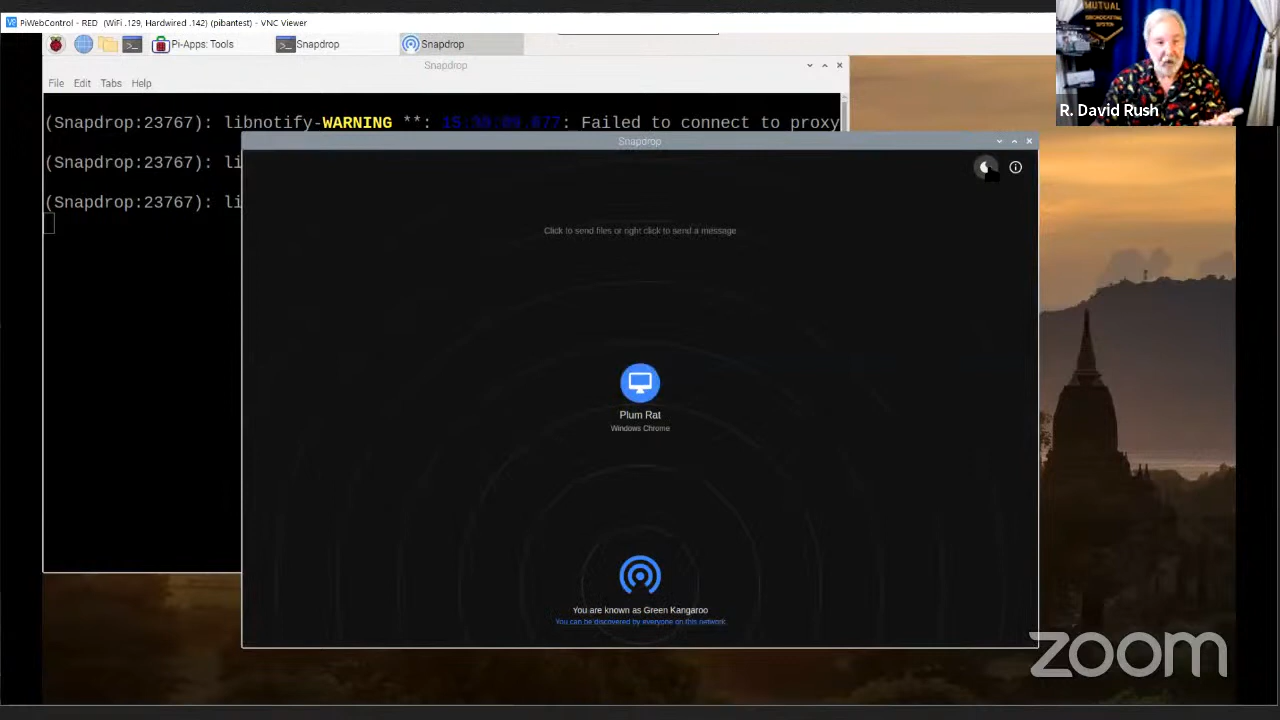 PiWebControl - RED (WiFi .129, Hardwired .142) (pibantest) - VNC Viewer
Pi-Apps: Tools
Snapdrop
Snapdrop
Snapdrop
File Edit Tabs Help
(Snapdrop:23767): libnotify-WARNING **: : Failed to connect to proxy
(Snapdrop:23767): li
(Snapdrop:23767): li
Snapdrop
Click to send files or right click to send a message
Plum Rat
Windows Chrome
You are known as Green Kangaroo
You can be discovered by everyone on this network
MUTUAL
BROADCASTING
SYSTEM
R. David Rush
zoom